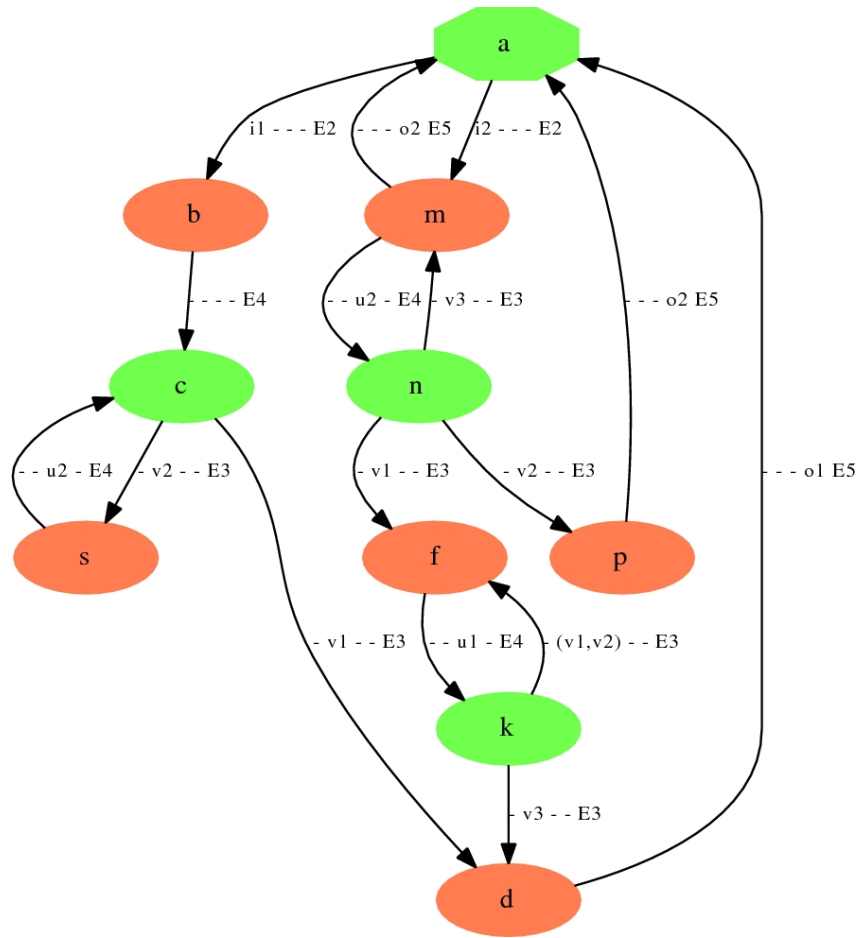 a
i1 - - - E2
- - - o2 E5
i2 - - - E2
b
m
- - - - E4
- - u2 - E4
- v3 - - E3
- - - o2 E5
c
n
- - u2 - E4
- v2 - - E3
- v1 - - E3
- v2 - - E3
- - - o1 E5
s
f
p
- v1 - - E3
- - u1 - E4
- (v1,v2) - - E3
k
- v3 - - E3
d